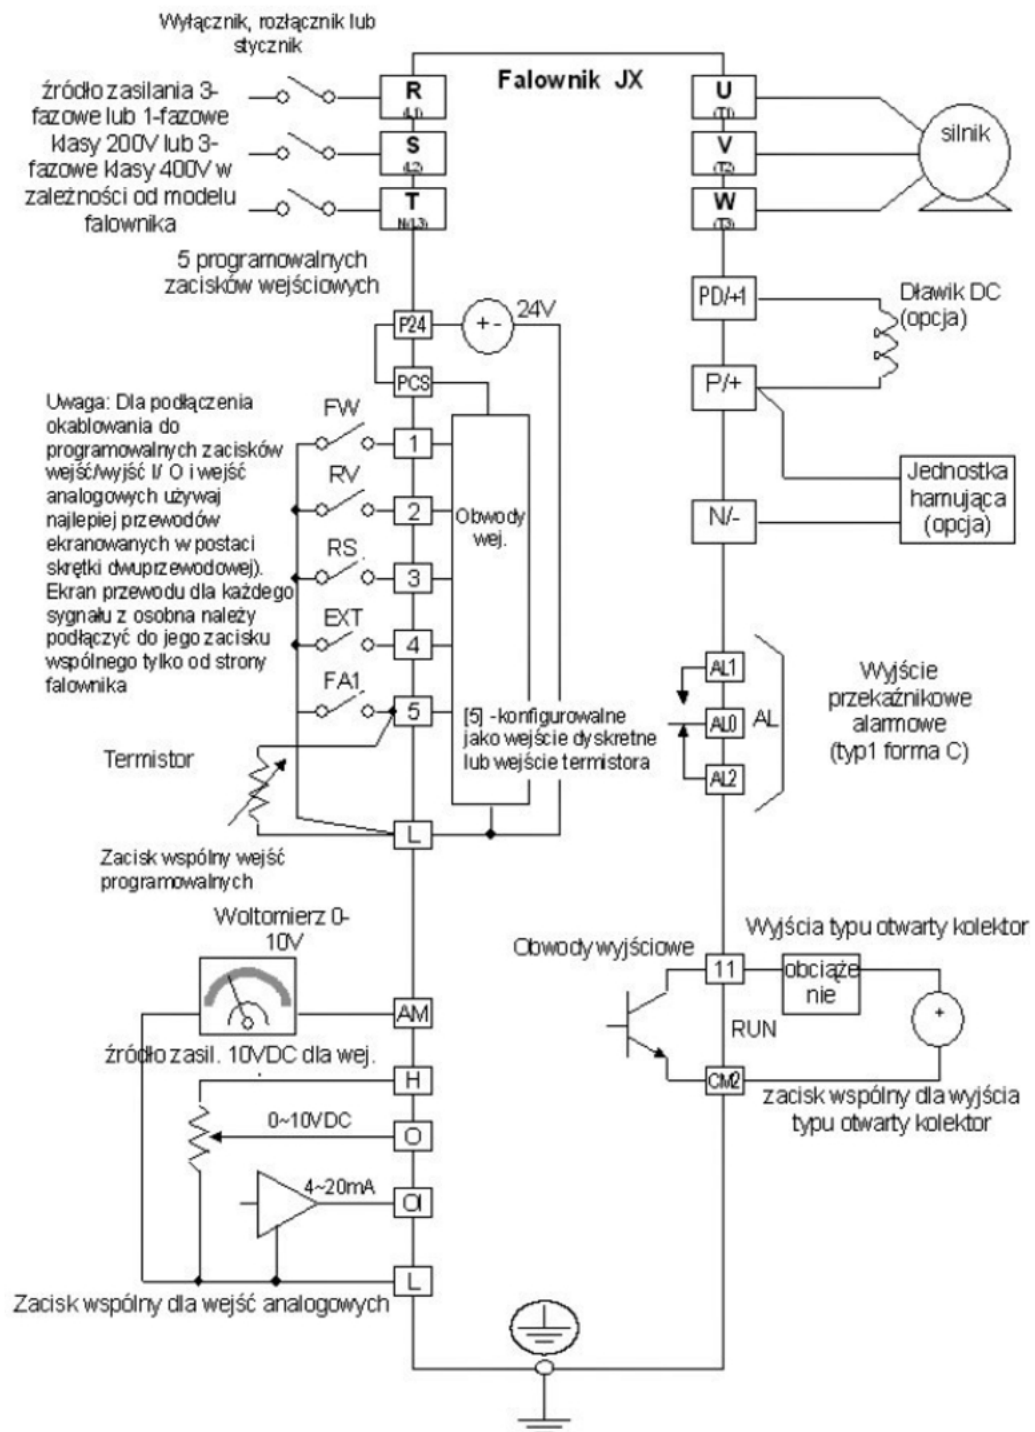 Wyłącznik, rozłącznik lub
stycznik
Falownik JX
źródło zasilania 3-
fazowe lub 1-fazowe
klasy 200V lub 3-
fazowe klasy 400V w
zależności od modelu
falownika
R
(L1)
S
(L2)
T
N(L3)
U
(T1)
V
(T2)
W
(T3)
silnik
5 programowalnych
zacisków wejściowych
P24
+ -
24V
PCS
PD/+1
Dławik DC
(opcja)
P/+
N/-
Jednostka
hamująca
(opcja)
Uwaga: Dla podłączenia
okablowania do
programowalnych zacisków
wejść/wyjść I/ O i wejść
analogowych używaj
najlepiej przewodów
ekranowanych w postaci
skrętki dwuprzewodowej).
Ekran przewodu dla każdego
sygnału z osobna należy
podłączyć do jego zacisku
wspólnego tylko od strony
falownika
FW
1
RV
2
RS
3
EXT
4
FA1
5
Obwody
wej.
[5] -konfigurowalne
jako wejście dyskretne
lub wejście termistora
Termistor
L
Zacisk wspólny wejść
programowalnych
AL1
AL0
AL2
AL
Wyjście
przekaźnikowe
alarmowe
(typ1 forma C)
Woltomierz 0-
10V
AM
źródło zasil. 10VDC dla wej.
H
0~10VDC
O
4~20mA
OI
L
Zacisk wspólny dla wejść analogowych
Obwody wyjściowe
Wyjścia typu otwarty kolektor
11
obciąże
nie
RUN
+
CM2
zacisk wspólny dla wyjścia
typu otwarty kolektor